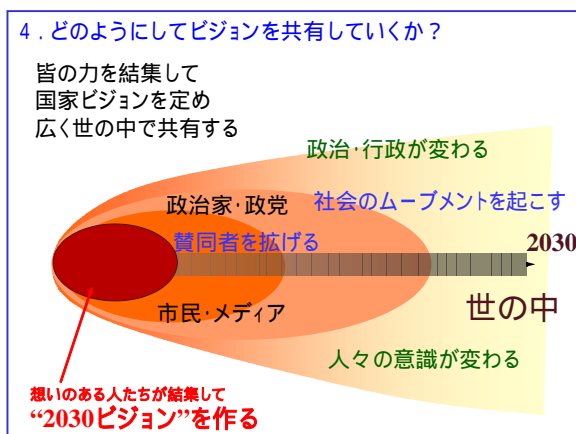 4．どのようにしてビジョンを共有していくか？
皆の力を結集して
国家ビジョンを定め
広く世の中で共有する
政治・行政が変わる
政治家・政党
社会のムーブメントを起こす
賛同者を拡げる
2030
市民・メディア
世の中
人々の意識が変わる
想いのある人たちが結集して
“2030ビジョン”を作る